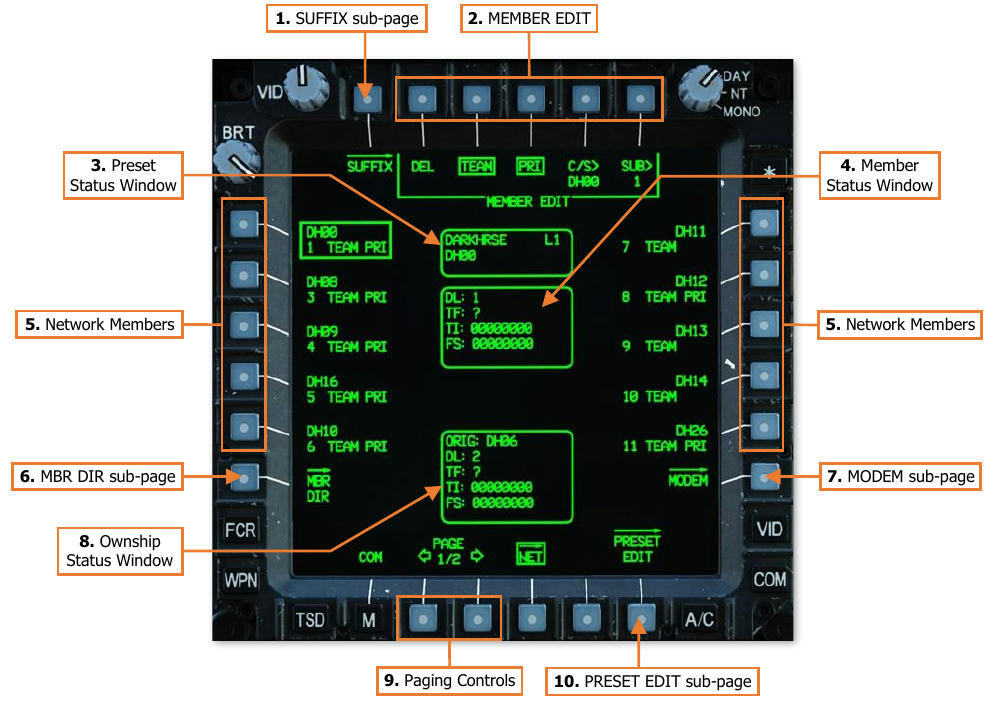 1. SUFFIX sub-page
2. MEMBER EDIT
VID
DAY
NT
MONO
BRT
3. Preset
Status Window
4. Member
Status Window
SUFFIX
DEL
TEAM
PRI
C/S>
SUB>
DH00
1
MEMBER EDIT
*
DH00
1 TEAM PRI
DARKHRSE L1
DH00
DH11
7 TEAM
DH08
3 TEAM PRI
DL: 1
TF: ?
TI: 00000000
FS: 00000000
DH12
8 TEAM PRI
5. Network Members
DH09
4 TEAM PRI
DH13
9 TEAM
5. Network Members
DH16
5 TEAM PRI
DH14
10 TEAM
DH10
6 TEAM PRI
ORIG: DH06
DL: 2
TF: ?
TI: 00000000
FS: 00000000
DH26
11 TEAM PRI
6. MBR DIR sub-page
MBR
DIR
MODEM
7. MODEM sub-page
8. Ownship
Status Window
FCR
VID
COM
PAGE
1/2
NET
PRESET
EDIT
WPN
COM
TSD
M
A/C
9. Paging Controls
10. PRESET EDIT sub-page